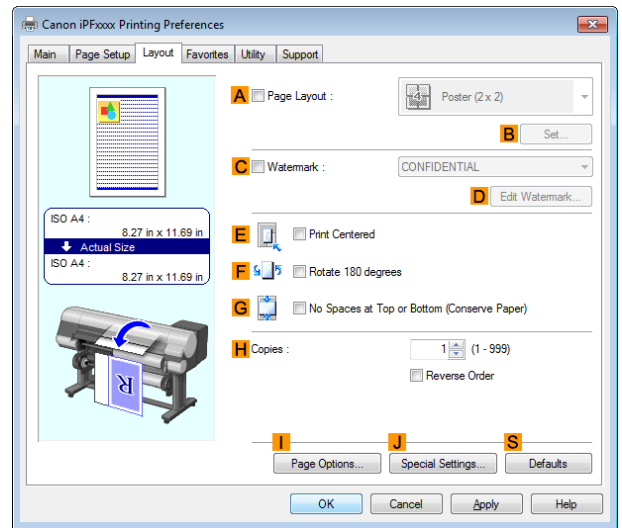 Canon iPFxxxx Printing Preferences
Main Page Setup Layout Favorites Utility Support
A Page Layout : Poster (2 x 2)
B Set...
C Watermark : CONFIDENTIAL
D Edit Watermark...
ISO A4 :
8.27 in x 11.69 in
Actual Size
ISO A4 :
8.27 in x 11.69 in
E Print Centered
F Rotate 180 degrees
G No Spaces at Top or Bottom (Conserve Paper)
H Copies : 1 (1 - 999)
Reverse Order
R
I J S
Page Options... Special Settings... Defaults
OK Cancel Apply Help